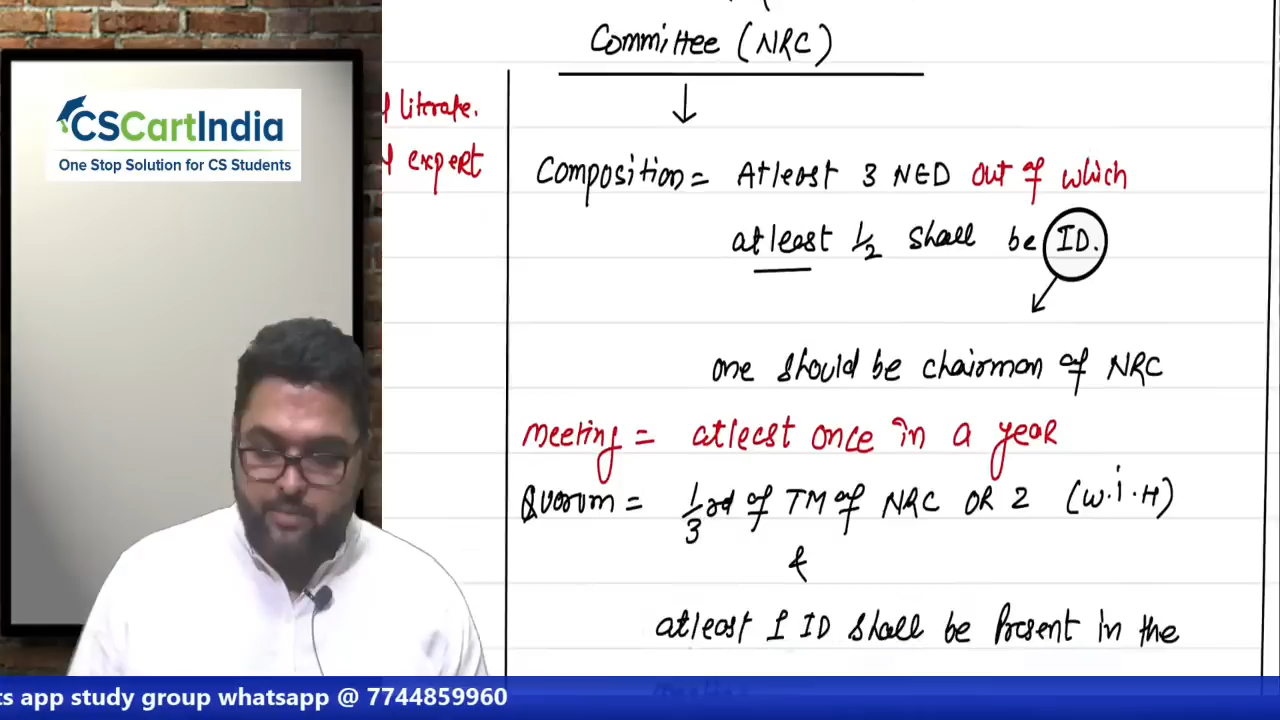 Committee (NRC)
literate.
expert
CSCartIndia
One Stop Solution for CS Students
Composition = Atleast 3 NED out of which
atleast 1/2 shall be ID.
one should be chairman of NRC
Meeting = atleast once in a year
Quorum = 1/3rd of TM of NRC OR 2 (w.i.H)
&
atleast 1 ID shall be Present in the
ts app study group whatsapp @ 7744859960